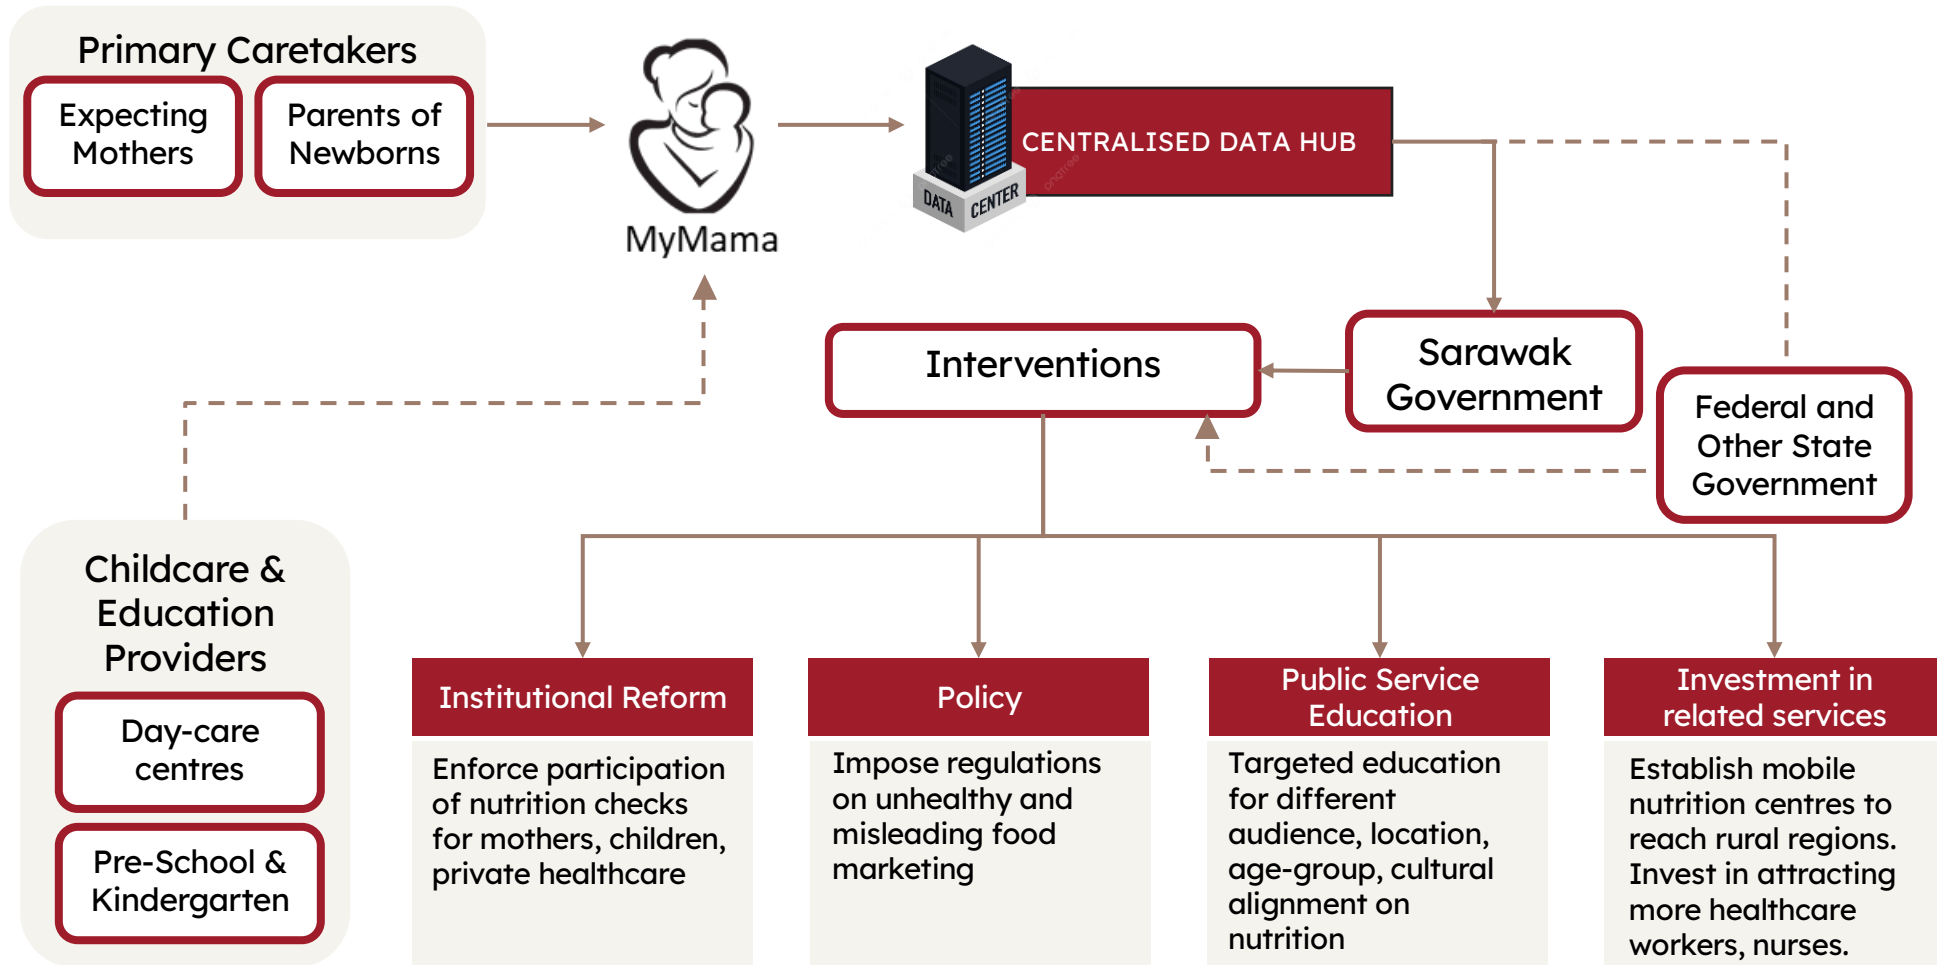 Primary Caretakers
Expecting
Mothers
Parents of
Newborns
MyMama
DATA CENTER
CENTRALISED DATA HUB
pngtree
Interventions
Sarawak
Government
Federal and
Other State
Government
Childcare &
Education
Providers
Day-care
centres
Pre-School &
Kindergarten
Institutional Reform
Enforce participation
of nutrition checks
for mothers, children,
private healthcare
Policy
Impose regulations
on unhealthy and
misleading food
marketing
Public Service
Education
Targeted education
for different
audience, location,
age-group, cultural
alignment on
nutrition
Investment in
related services
Establish mobile
nutrition centres to
reach rural regions.
Invest in attracting
more healthcare
workers, nurses.